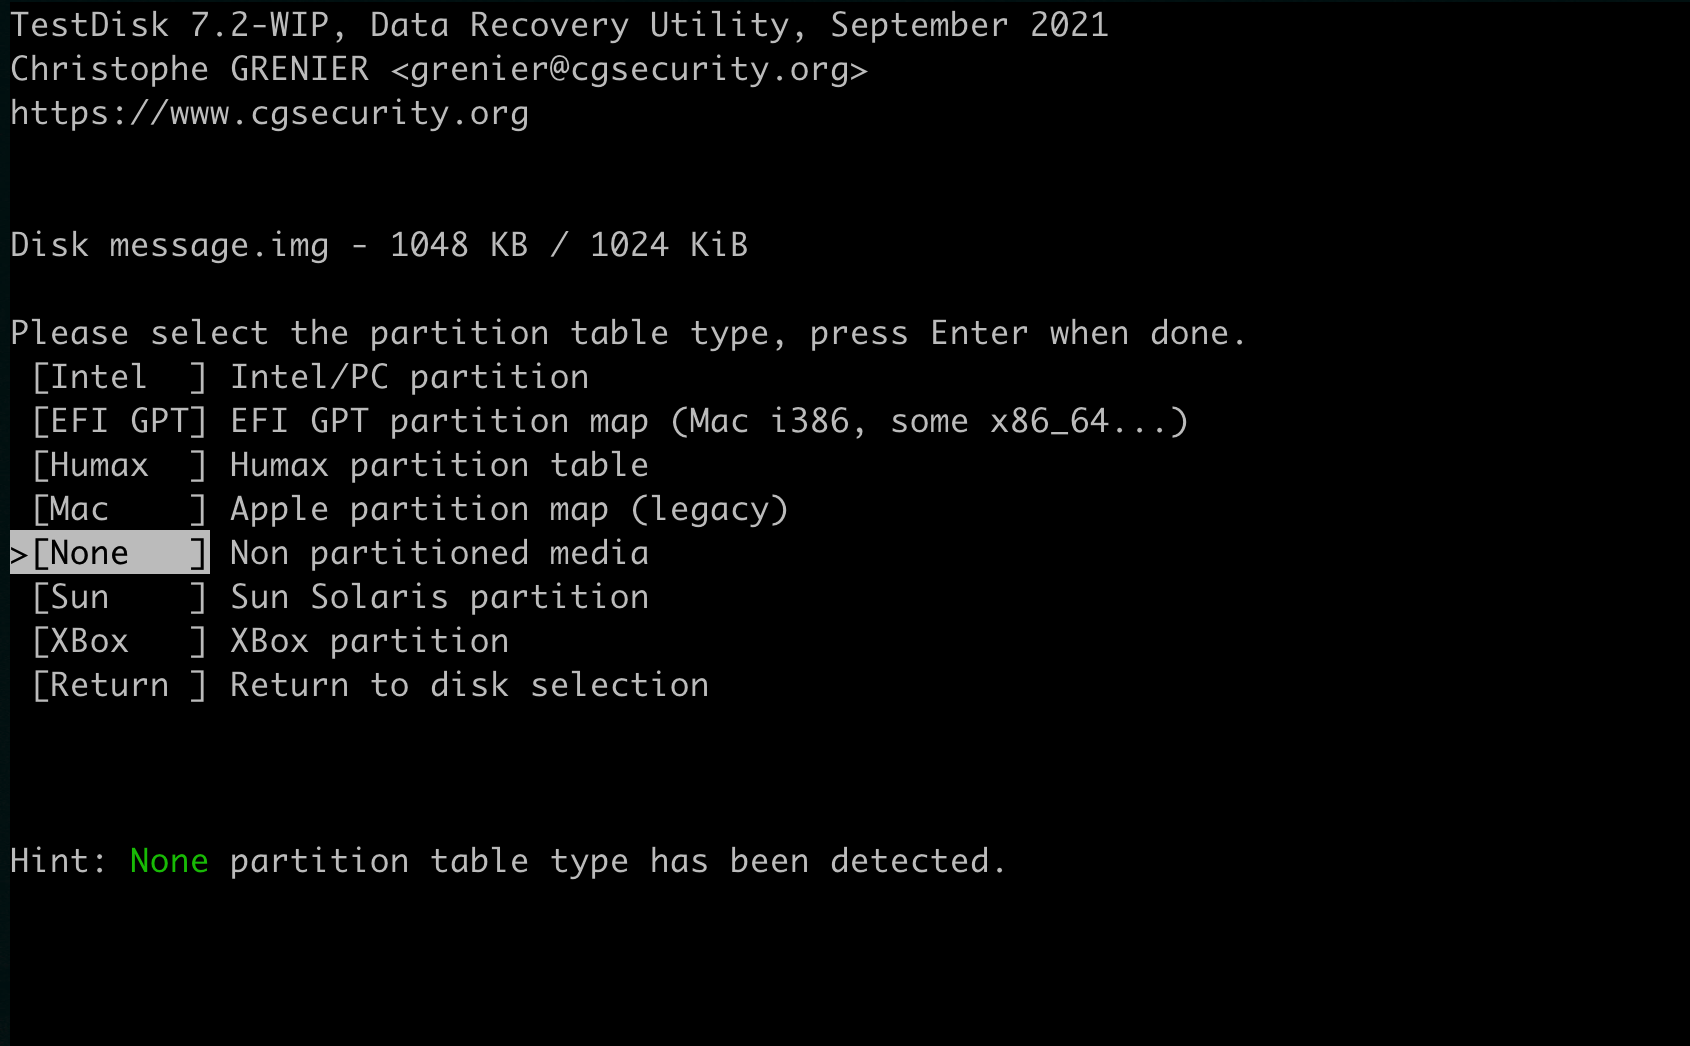 TestDisk 7.2-WIP, Data Recovery Utility, September 2021
Christophe GRENIER <grenier@cgsecurity.org>
https://www.cgsecurity.org
Disk message.img - 1048 KB / 1024 KiB
Please select the partition table type, press Enter when done.
 [Intel  ] Intel/PC partition
 [EFI GPT] EFI GPT partition map (Mac i386, some x86_64...)
 [Humax  ] Humax partition table
 [Mac    ] Apple partition map (legacy)
>[None   ] Non partitioned media
 [Sun    ] Sun Solaris partition
 [XBox   ] XBox partition
 [Return ] Return to disk selection
Hint: None partition table type has been detected.